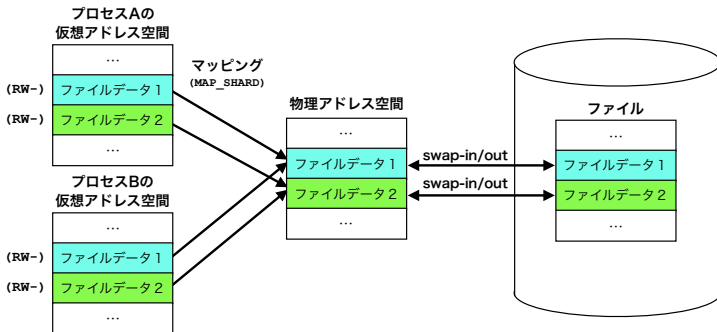 プロセスAの
仮想アドレス空間
…
(RW-) ファイルデータ1
(RW-) ファイルデータ2
…
マッピング
(MAP_SHARD)
プロセスBの
仮想アドレス空間
…
(RW-) ファイルデータ1
(RW-) ファイルデータ2
…
物理アドレス空間
…
ファイルデータ1
ファイルデータ2
…
swap-in/out
swap-in/out
ファイル
…
ファイルデータ1
ファイルデータ2
…